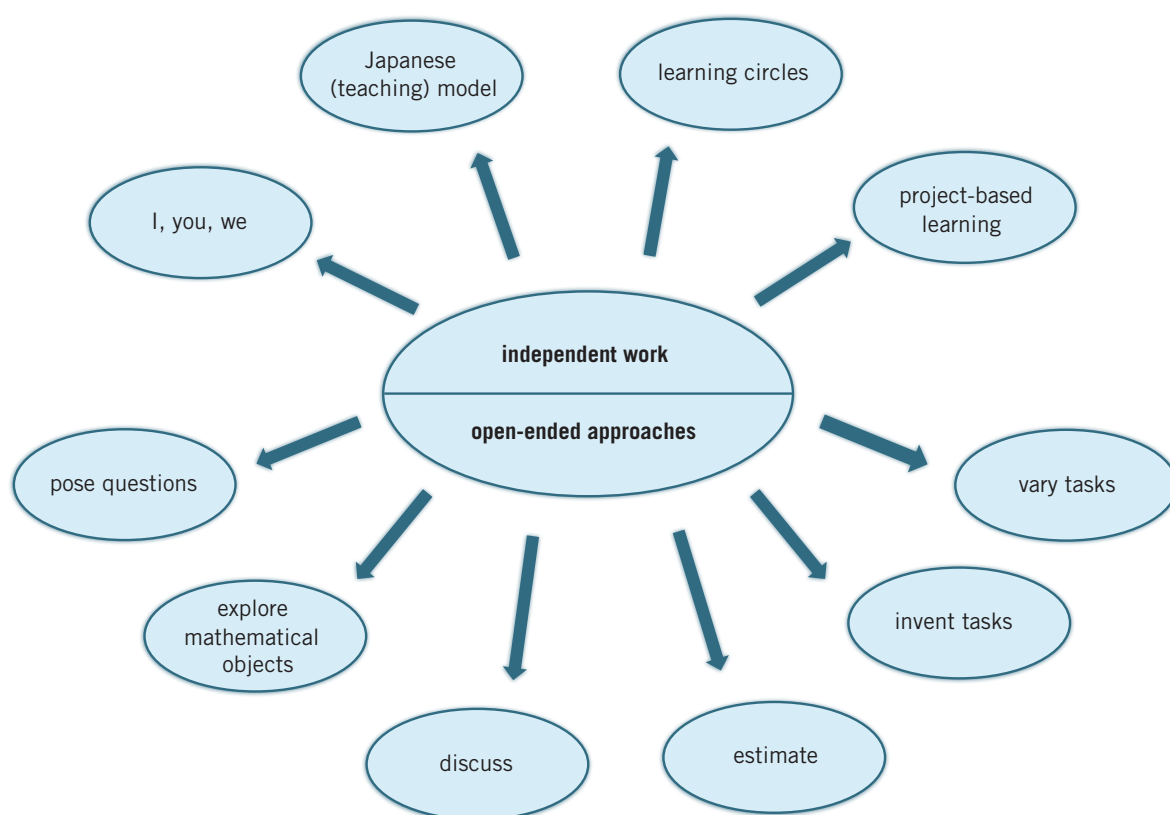 Japanese
(teaching) model
learning circles
I, you, we
project-based
learning
independent work
open-ended approaches
pose questions
vary tasks
explore
mathematical
objects
invent tasks
discuss
estimate